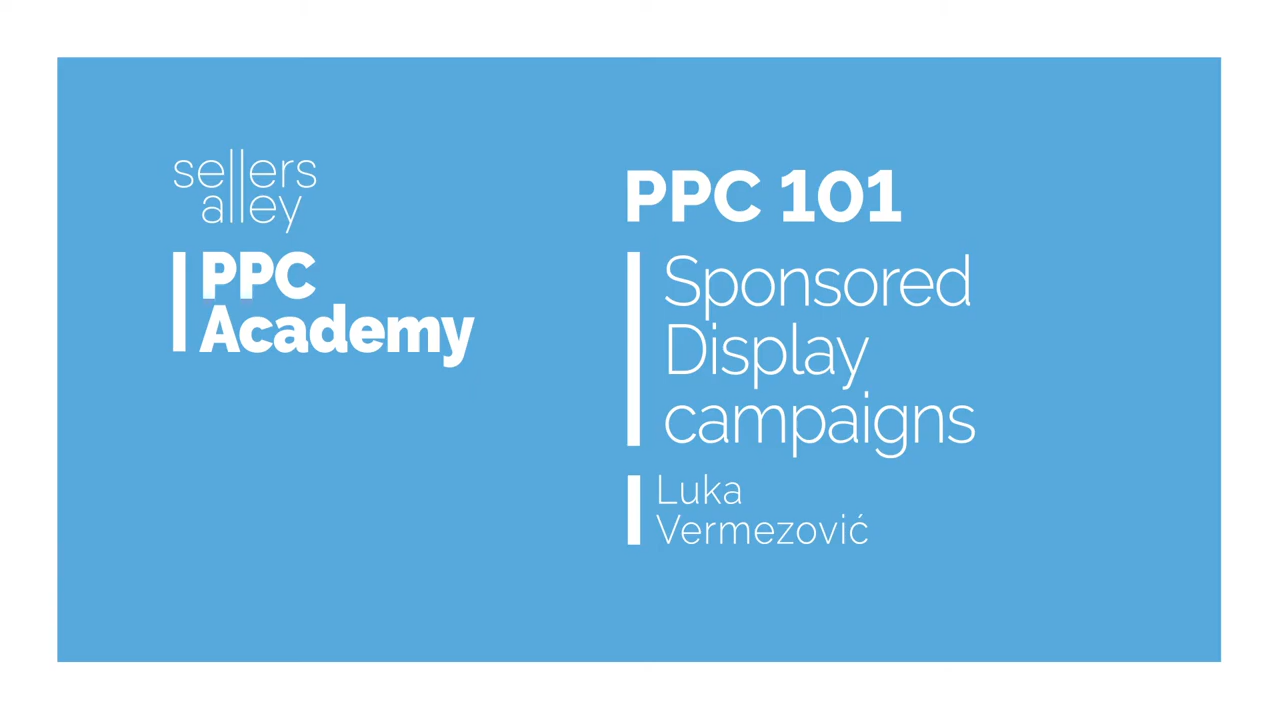 sellers
alley
PPC
Academy
PPC 101
Sponsored
Display
campaigns
Luka
Vermezović